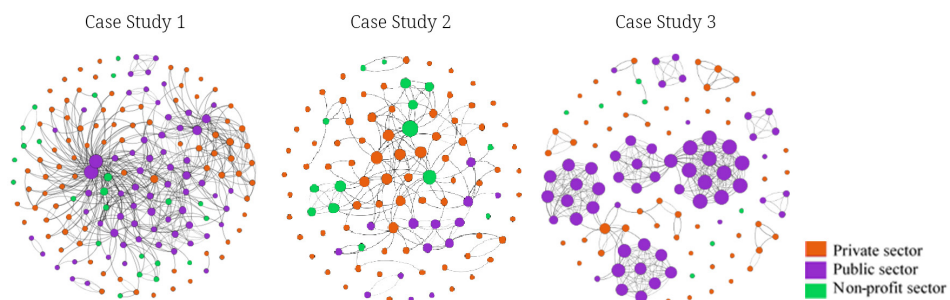 Case Study 1
Case Study 2
Case Study 3
Private sector
Public sector
Non-profit sector